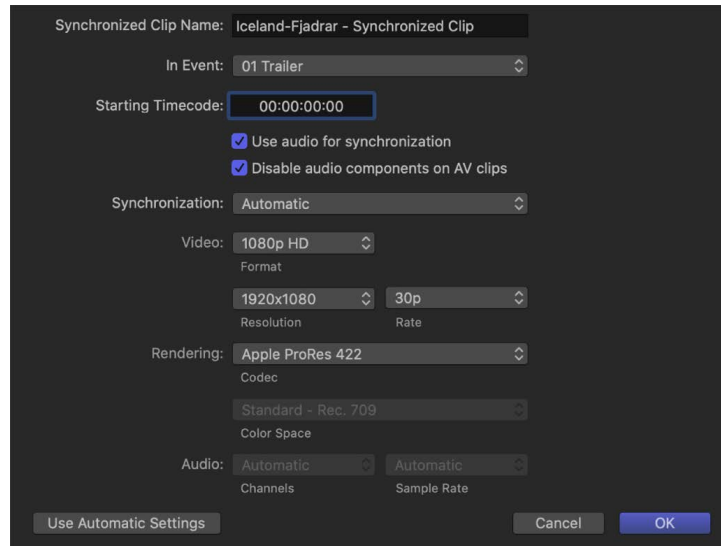 Synchronized Clip Name: Iceland-Fjadrar - Synchronized Clip
In Event: 01 Trailer
Starting Timecode: 00:00:00:00
Use audio for synchronization
Disable audio components on AV clips
Synchronization: Automatic
Video: 1080p HD
Format
1920x1080 30p
Resolution Rate
Rendering: Apple ProRes 422
Codec
Standard - Rec. 709
Color Space
Audio: Automatic Automatic
Channels Sample Rate
Use Automatic Settings Cancel OK